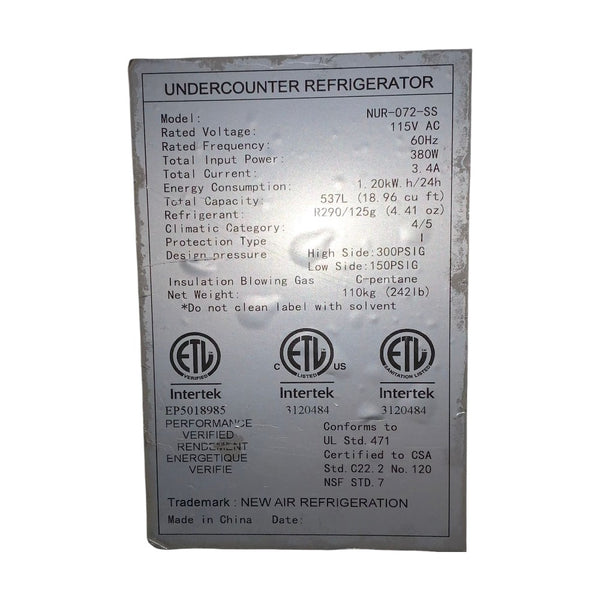 UNDERCOUNTER REFRIGERATOR
Model: NUR-072-SS
Rated Voltage: 115V AC
Rated Frequency: 60Hz
Total Input Power: 380W
Total Current: 3.4A
Energy Consumption: 1.20kW.h/24h
Total Capacity: 537L (18.96 cu ft)
Refrigerant: R290/125g (4.41 oz)
Climatic Category: 4/5
Protection Type I
Design pressure High Side:300PSIG
Low Side:150PSIG
Insulation Blowing Gas C-pentane
Net Weight: 110kg (242lb)
*Do not clean label with solvent
ETL VERIFIED C ETL LISTED US ETL SANITATION LISTED
Intertek Intertek Intertek
EP5018985 3120484 3120484
PERFORMANCE
VERIFIED
RENDEMENT
ENERGETIQUE
VERIFIE
Conforms to
UL Std. 471
Certified to CSA
Std. C22.2 No. 120
NSF STD. 7
Trademark : NEW AIR REFRIGERATION
Made in China Date: